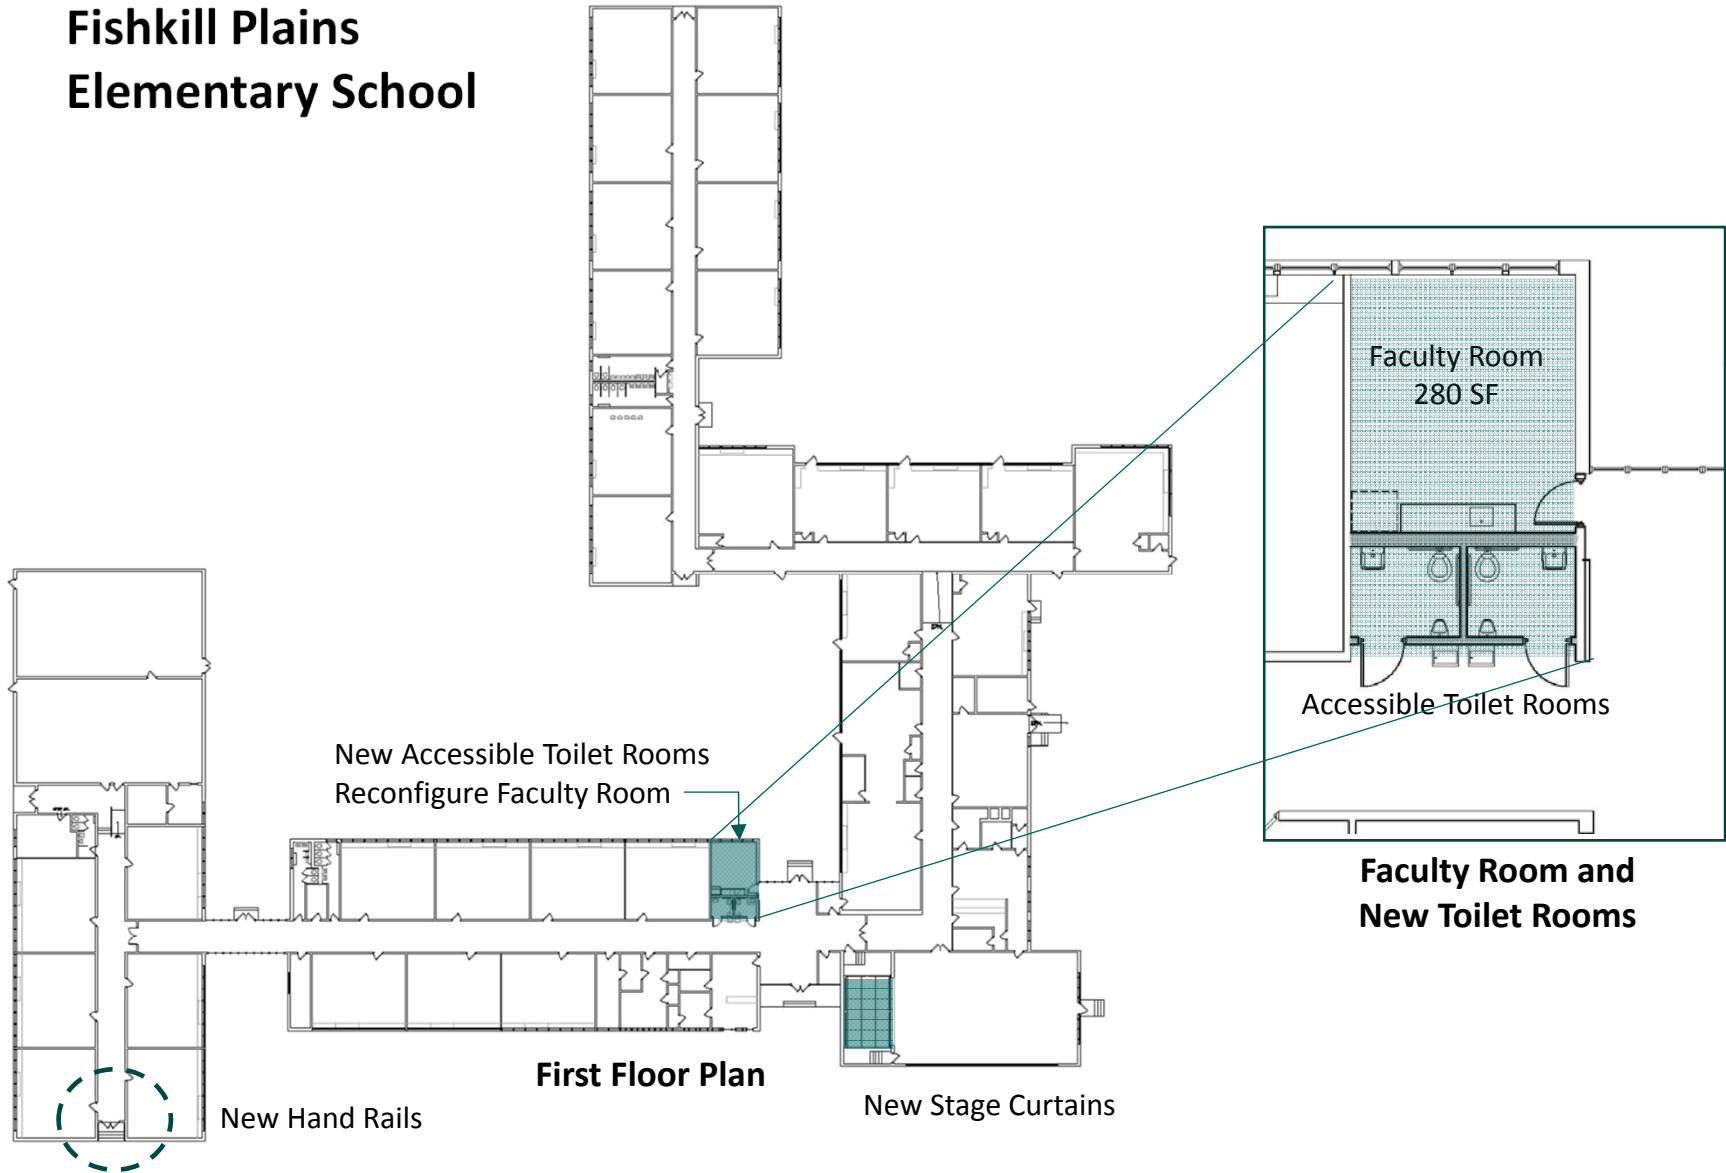 Fishkill Plains
Elementary School
Faculty Room
280 SF
Accessible Toilet Rooms
New Accessible Toilet Rooms
Reconfigure Faculty Room
Faculty Room and
New Toilet Rooms
First Floor Plan
New Hand Rails
New Stage Curtains